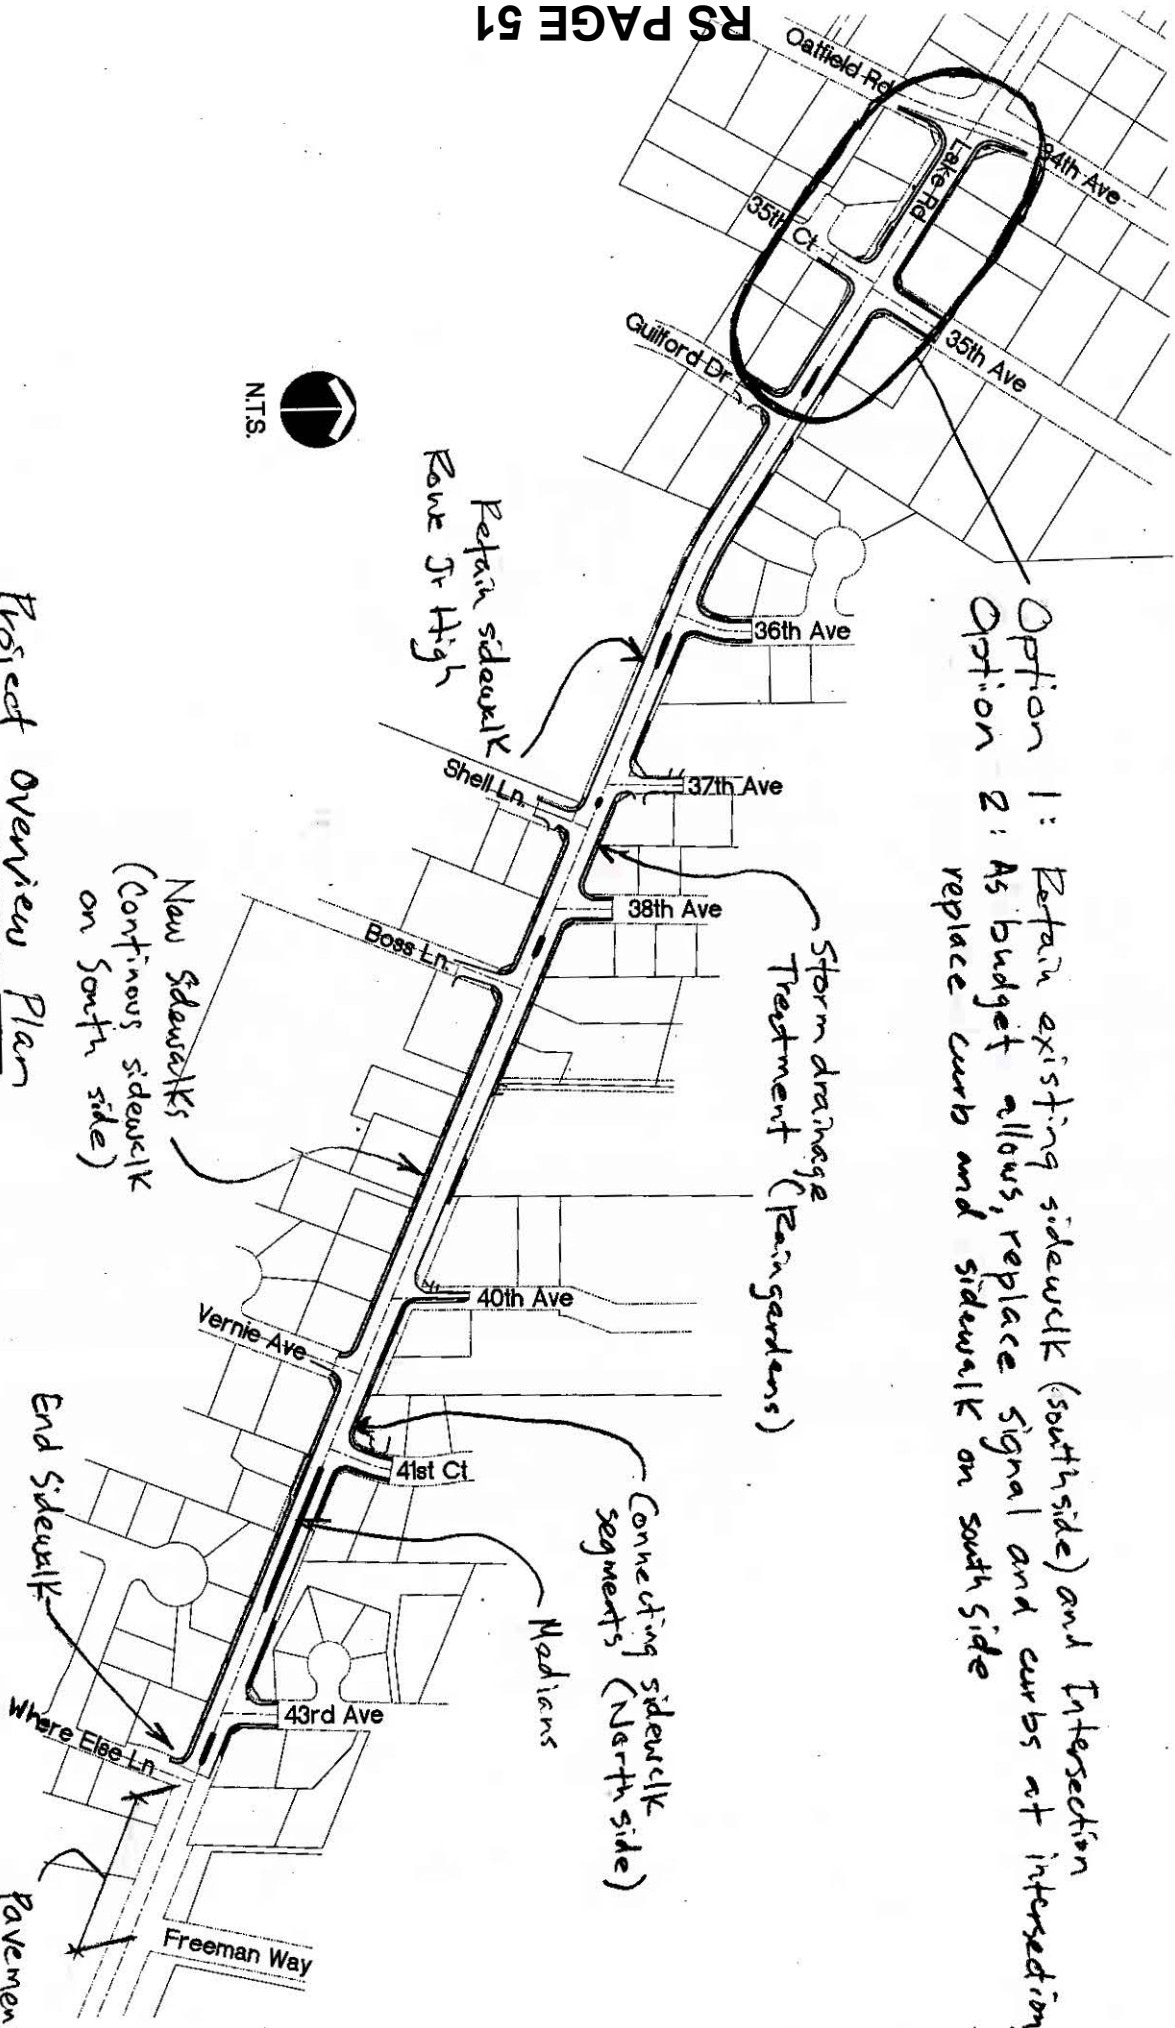 RS PAGE 51
Oatfield Rd
34th Ave
Lake Rd
35th Ct
35th Ave
Guilford Dr
N.T.S.
Option 1: Retain existing sidewalk (southside) and Intersection
Option 2: As budget allows, replace signal and curbs at intersection
replace curb and sidewalk on south side
36th Ave
Retain sidewalk
Rowe Jr High
37th Ave
Shell Ln.
38th Ave
Storm drainage
Treatment (Raingardens)
Boss Ln.
New Sidewalks
(Continous sidewalk
on South side)
40th Ave
Vernie Ave
Connecting sidewalk
segments (North side)
41st Ct.
Medians
End Sidewalk
43rd Ave
Where Else Ln
Freeman Way
Pavemen
Project Overview Plan